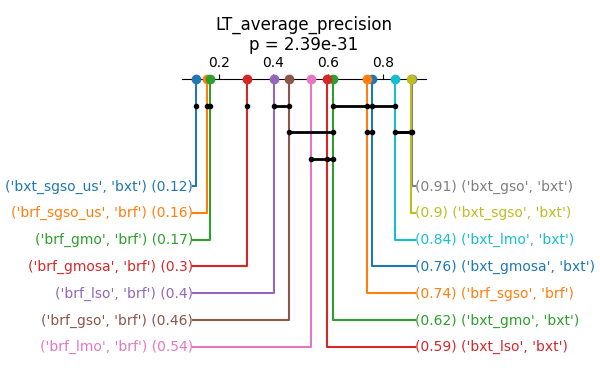 LT_average_precision
p = 2.39e-31
0.2 0.4 0.6 0.8
('bxt_sgso_us', 'bxt') (0.12) (0.91) ('bxt_gso', 'bxt')
('brf_sgso_us', 'brf') (0.16) (0.9) ('bxt_sgso', 'bxt')
('brf_gmo', 'brf') (0.17) (0.84) ('bxt_lmo', 'bxt')
('brf_gmosa', 'brf') (0.3) (0.76) ('bxt_gmosa', 'bxt')
('brf_lso', 'brf') (0.4) (0.74) ('brf_sgso', 'brf')
('brf_gso', 'brf') (0.46) (0.62) ('bxt_gmo', 'bxt')
('brf_lmo', 'brf') (0.54) (0.59) ('bxt_lso', 'bxt')